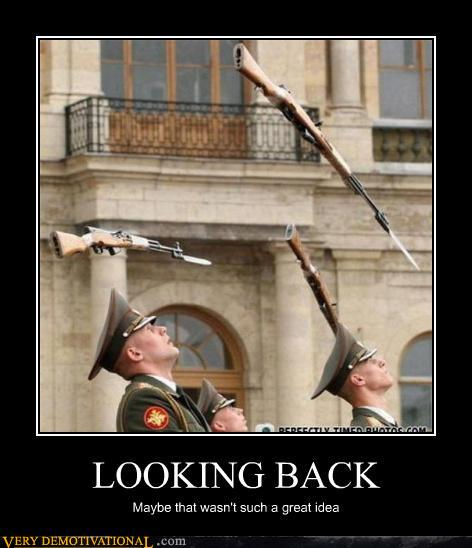 PERFECTLY TIMED PHOTOS.COM
LOOKING BACK
Maybe that wasn't such a great idea
VERY DEMOTIVATIONAL.com